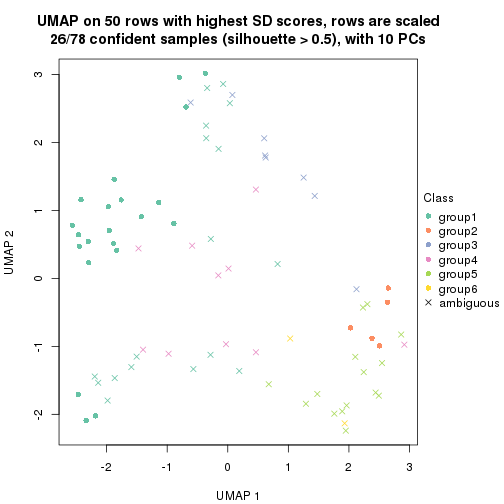 UMAP on 50 rows with highest SD scores, rows are scaled
26/78 confident samples (silhouette > 0.5), with 10 PCs
3
2
1
0
-1
-2
UMAP 2
-2
-1
0
1
2
3
UMAP 1
Class
group1
group2
group3
group4
group5
group6
ambiguous